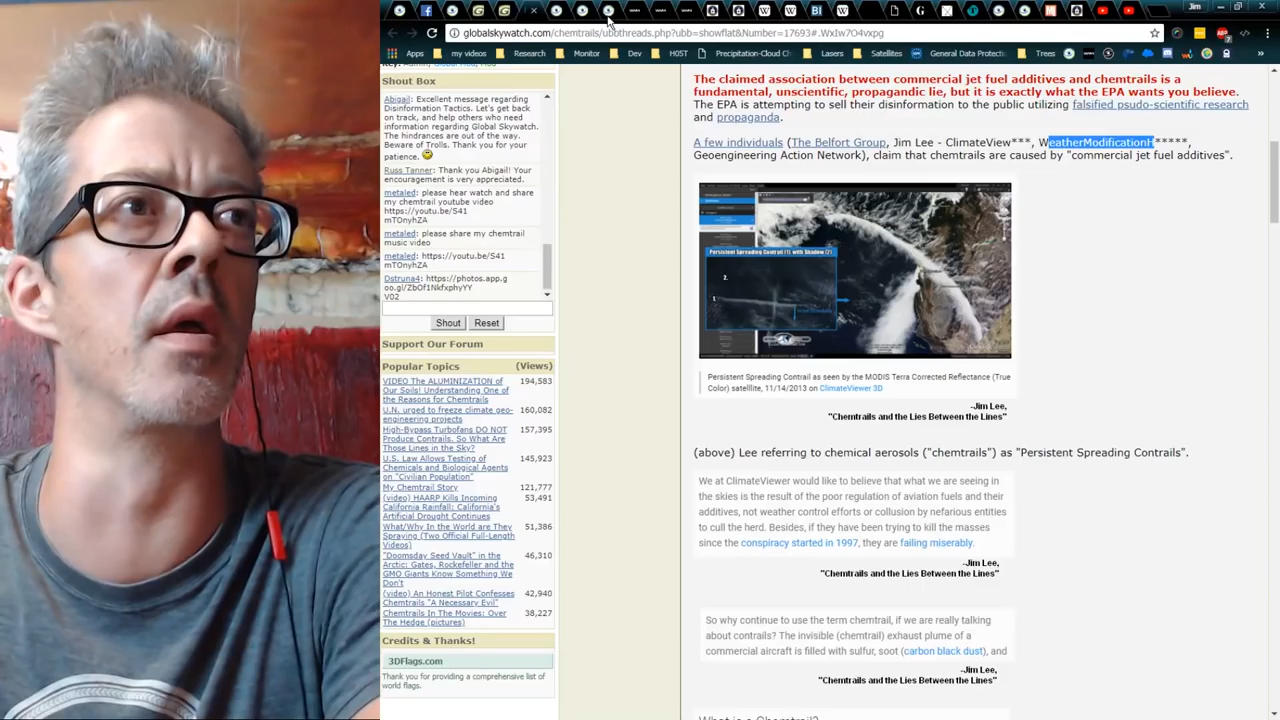 Jim
globalskywatch.com/chemtrails/ubbthreads.php?ubb=showflat&Number=17693#.WxIw7O4vxpg
Apps my videos Research Monitor Dev H0ST Precipitation-Cloud Ch Lasers Satellites General Data Protectio Trees
Shout Box
Abigail: Excellent message regarding
Disinformation Tactics. Let's get back
on track, and help others who need
information regarding Global Skywatch.
The hindrances are out of the way.
Beware of Trolls. Thank you for your
patience.
Russ Tanner: Thank you Abigail! Your
encouragement is very appreciated.
metaled: please hear watch and share
my chemtrail youtube video
https://youtu.be/S41
mTOnyhZA
metaled: please share my chemtrail
music video
metaled: https://youtu.be/S41
mTOnyhZA
Dstruna4: https://photos.app.g
oo.gl/ZbOf1NkfxphyYY
V02
Shout Reset
Support Our Forum
Popular Topics (Views)
VIDEO The ALUMINIZATION of 194,583
Our Soils! Understanding One of
the Reasons for Chemtrails
U.N. urged to freeze climate geo- 160,082
engineering projects
High-Bypass Turbofans DO NOT 157,395
Produce Contrails. So What Are
Those Lines in the Sky?
U.S. Law Allows Testing of 145,923
Chemicals and Biological Agents
on "Civilian Population"
My Chemtrail Story 121,777
(video) HAARP Kills Incoming 53,491
California Rainfall: California's
Artificial Drought Continues
What/Why In the World are They 51,386
Spraying (Two Official Full-Length
Videos)
"Doomsday Seed Vault" in the 46,310
Arctic: Gates, Rockefeller and the
GMO Giants Know Something We
Don't
(video) An Honest Pilot Confesses 42,940
Chemtrails "A Necessary Evil"
Chemtrails In The Movies: Over 38,227
The Hedge (pictures)
Credits & Thanks!
3DFlags.com
Thank you for providing a comprehensive list of
world flags.
The claimed association between commercial jet fuel additives and chemtrails is a
fundamental, unscientific, propagandic lie, but it is exactly what the EPA wants you believe.
The EPA is attempting to sell their disinformation to the public utilizing falsified psudo-scientific research
and propaganda.
A few individuals (The Belfort Group, Jim Lee - ClimateView***, WeatherModificationH*****,
Geoengineering Action Network), claim that chemtrails are caused by "commercial jet fuel additives".
Persistent Spreading Contrail (1) with Shadow (2)
2.
1.
Persistent Spreading Contrail as seen by the MODIS Terra Corrected Reflectance (True
Color) satellite, 11/14/2013 on ClimateViewer 3D
-Jim Lee,
"Chemtrails and the Lies Between the Lines"
(above) Lee referring to chemical aerosols ("chemtrails") as "Persistent Spreading Contrails".
We at ClimateViewer would like to believe that what we are seeing in
the skies is the result of the poor regulation of aviation fuels and their
additives, not weather control efforts or collusion by nefarious entities
to cull the herd. Besides, if they have been trying to kill the masses
since the conspiracy started in 1997, they are failing miserably.
-Jim Lee,
"Chemtrails and the Lies Between the Lines"
So why continue to use the term chemtrail, if we are really talking
about contrails? The invisible (chemtrail) exhaust plume of a
commercial aircraft is filled with sulfur, soot (carbon black dust), and
-Jim Lee,
"Chemtrails and the Lies Between the Lines"
What is a Chemtrail?